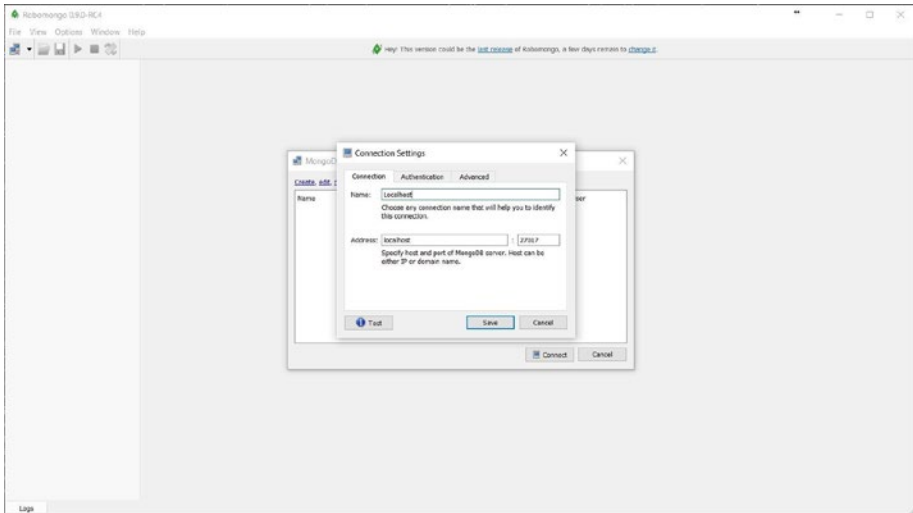 Robomongo 0.9.0-RC4
File View Options Window Help
Hey! This version could be the last release of Robomongo, a few days remain to change it.
MongoD
Connection Settings
Create, edit,
Connection Authentication Advanced
Name
Name: Localhost
Choose any connection name that will help you to identify
this connection.
Address: localhost : 27017
Specify host and port of MongoDB server. Host can be
either IP or domain name.
Test Save Cancel
Connect Cancel
Logs